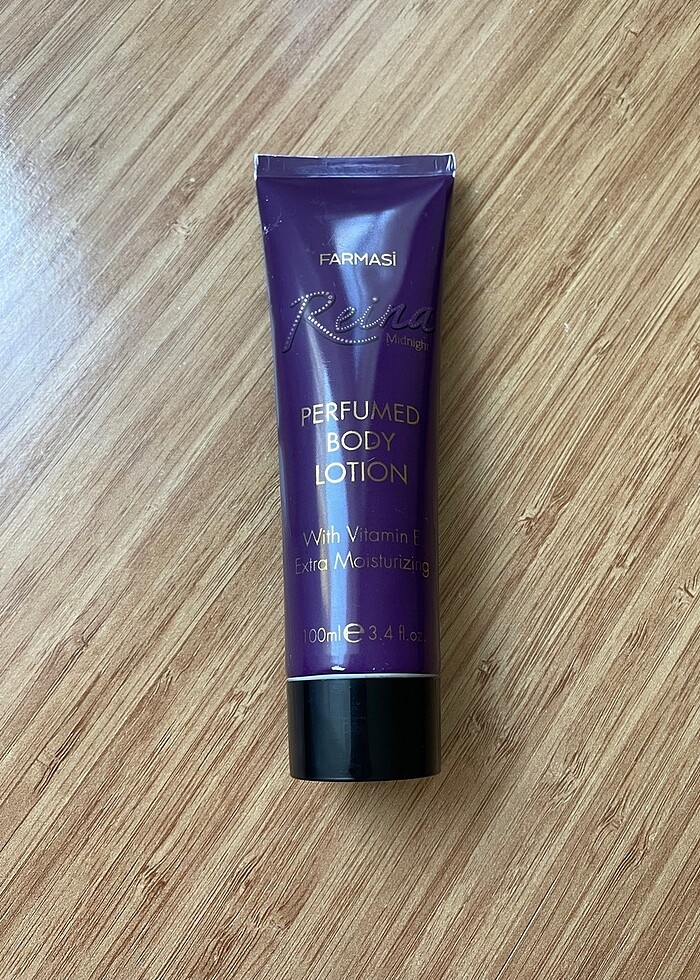 FARMASİ
Reina
Midnight
PERFUMED
BODY
LOTION
With Vitamin E
Extra Moisturizing
100ml ℮ 3.4 fl.oz.